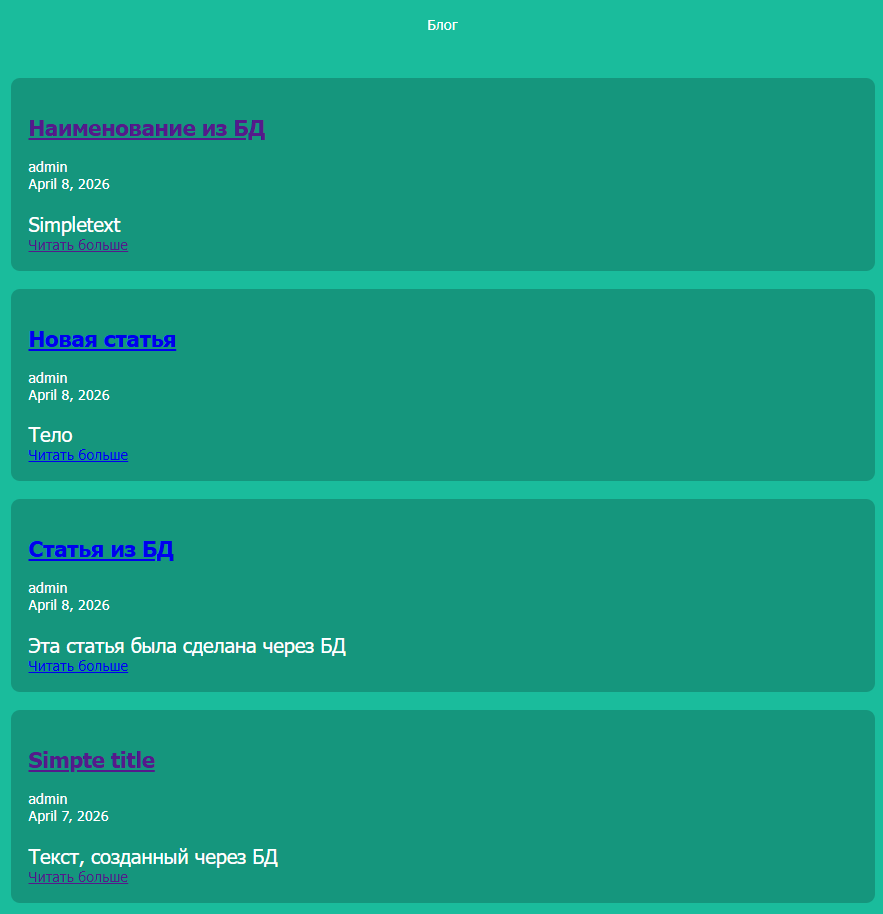 Блог
Наименование из БД
admin
April 8, 2026
Simpletext
Читать больше
Новая статья
admin
April 8, 2026
Тело
Читать больше
Статья из БД
admin
April 8, 2026
Эта статья была сделана через БД
Читать больше
Simpte title
admin
April 7, 2026
Текст, созданный через БД
Читать больше